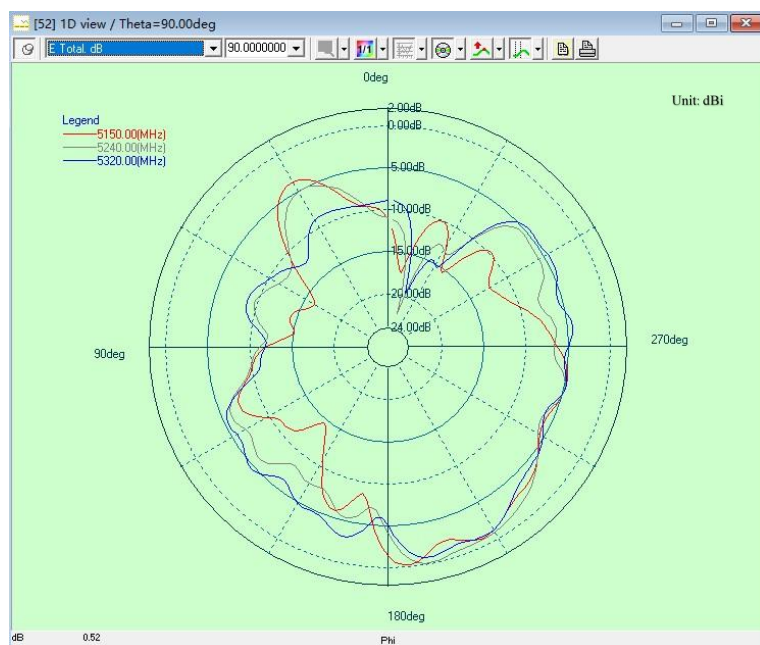 [52] 1D view / Theta=90.00deg
E Total. dB 90.0000000 1/1
0deg
Unit: dBi
Legend
5150.00(MHz)
5240.00(MHz)
5320.00(MHz)
2.00dB
0.00dB
-5.00dB
-10.00dB
-15.00dB
-20.00dB
-24.00dB
90deg
270deg
180deg
dB 0.52 Phi